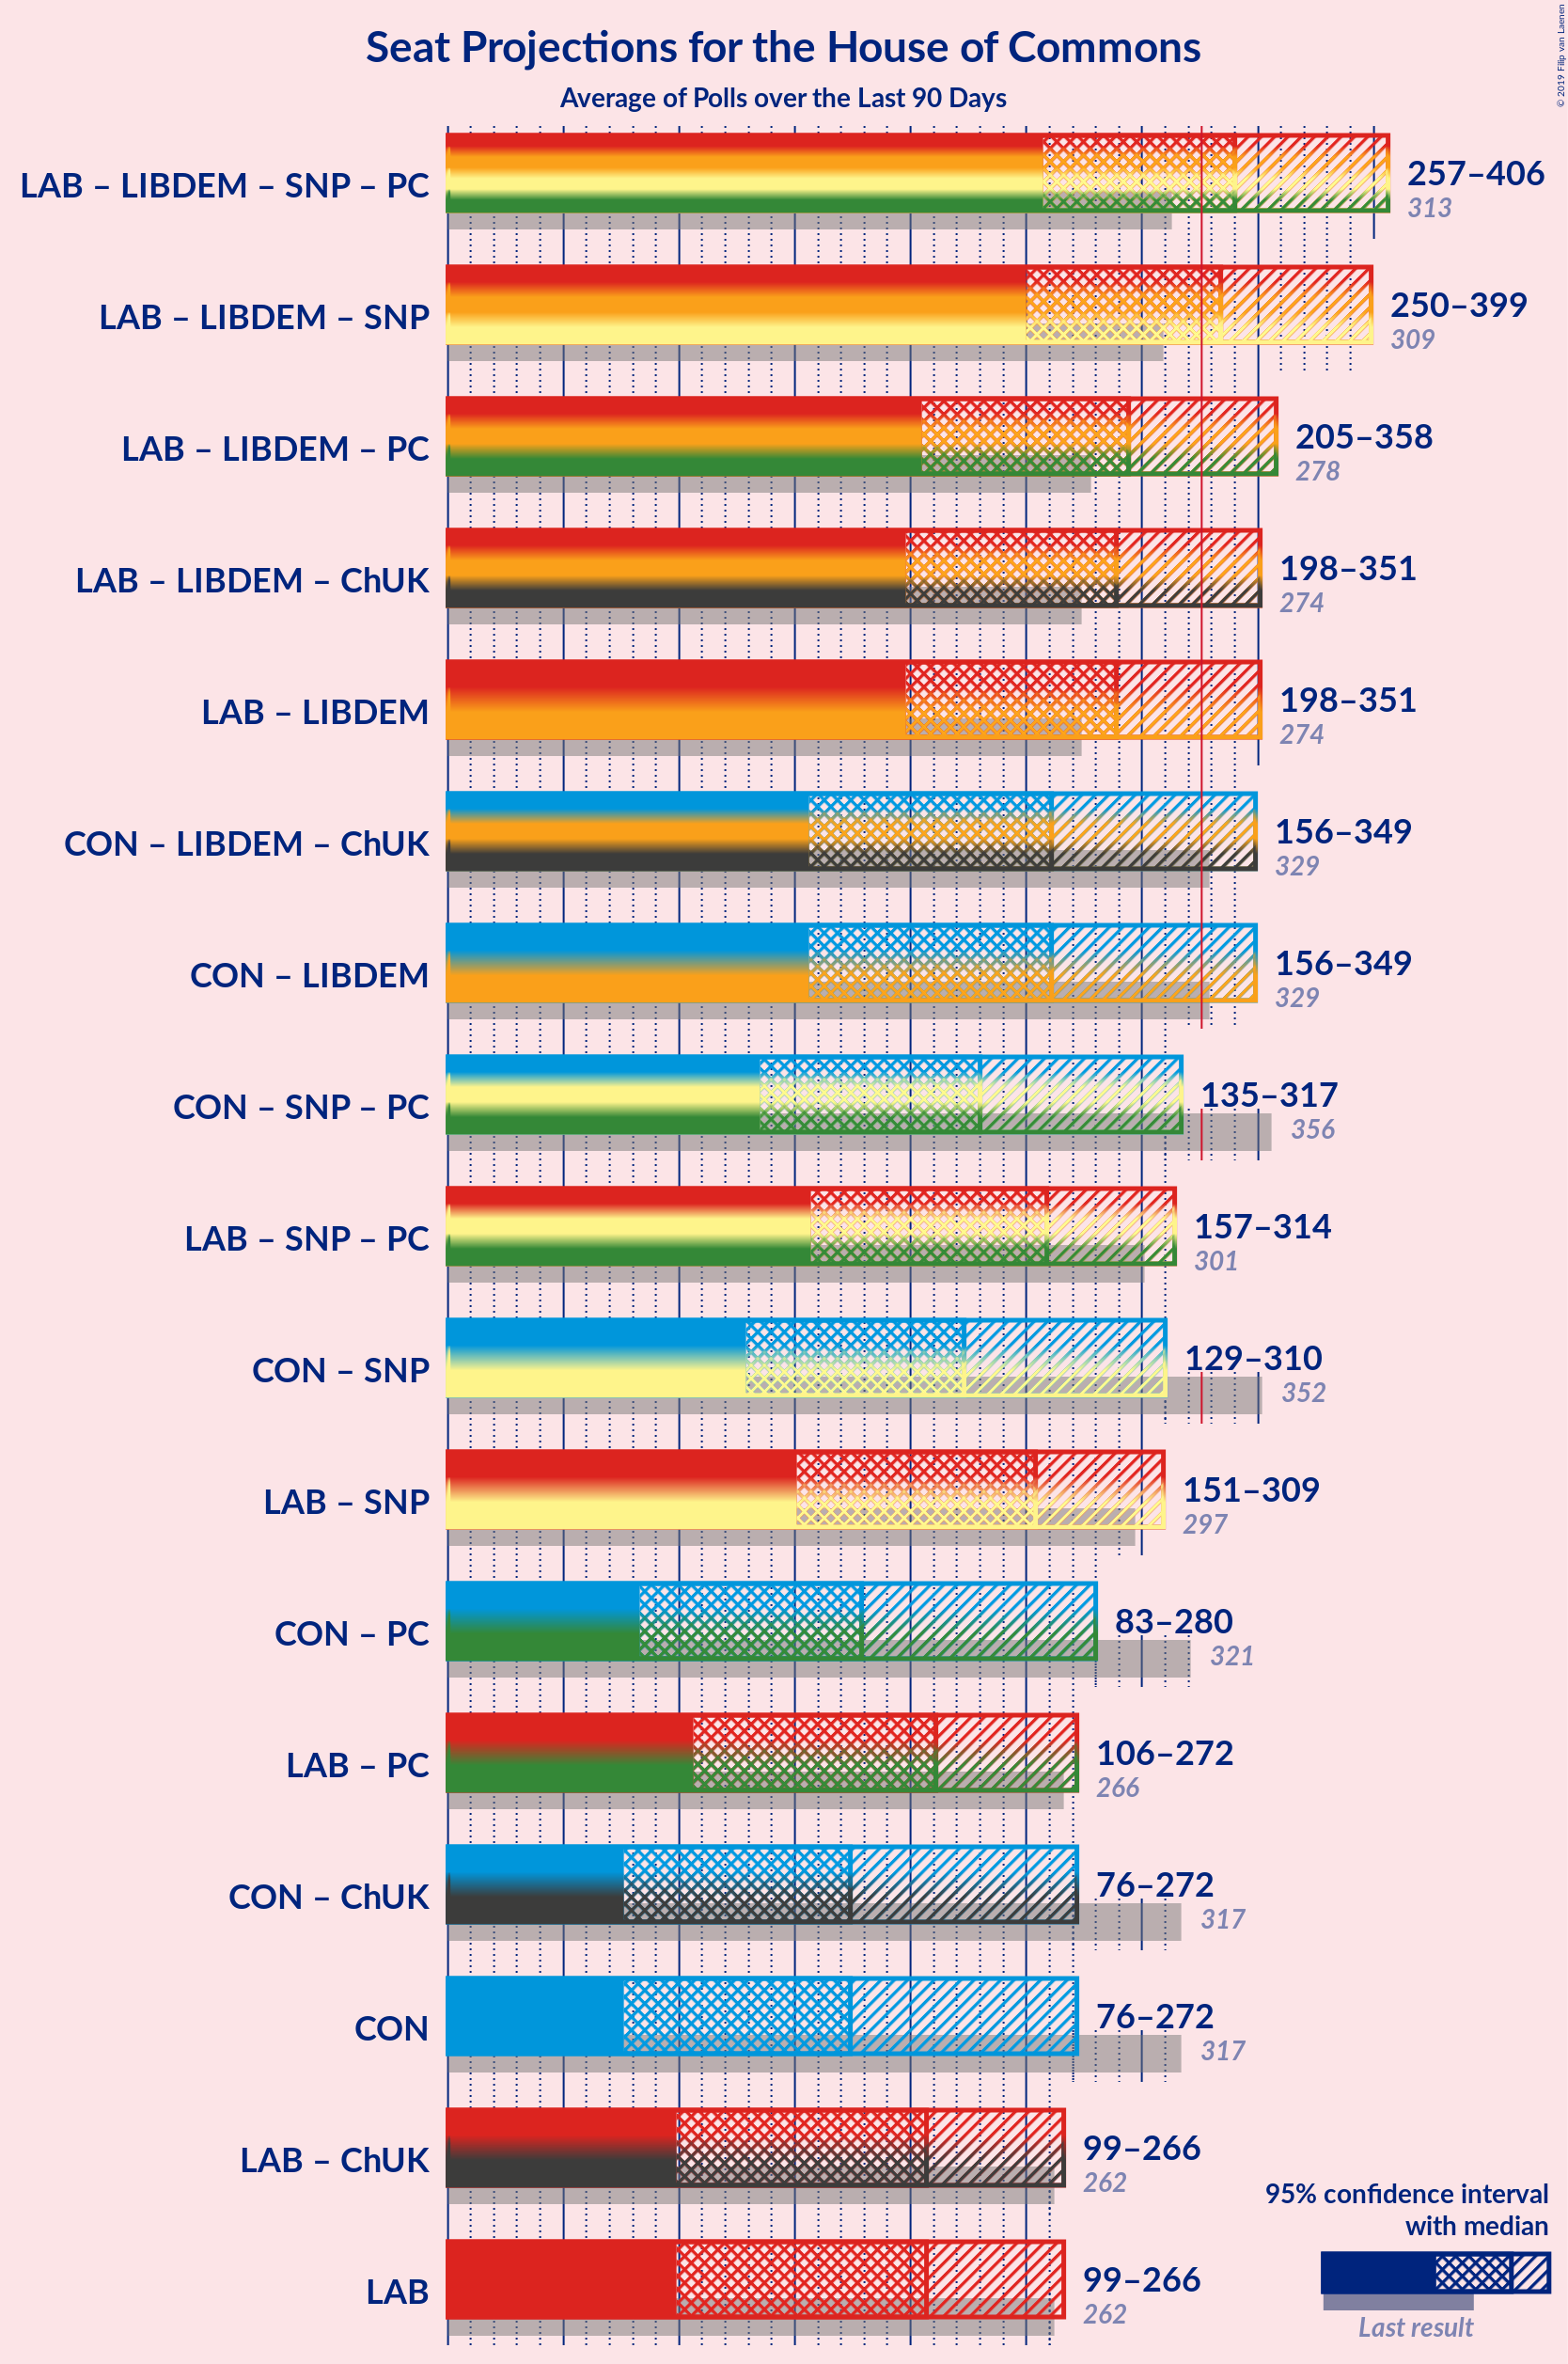 Seat Projections for the House of Commons
Average of Polls over the Last 90 Days
© 2019 Filip van Laenen
LAB – LIBDEM – SNP – PC
257–406
313
LAB – LIBDEM – SNP
250–399
309
LAB – LIBDEM – PC
205–358
278
LAB – LIBDEM – ChUK
198–351
274
LAB – LIBDEM
198–351
274
CON – LIBDEM – ChUK
156–349
329
CON – LIBDEM
156–349
329
CON – SNP – PC
135–317
356
LAB – SNP – PC
157–314
301
CON – SNP
129–310
352
LAB – SNP
151–309
297
CON – PC
83–280
321
LAB – PC
106–272
266
CON – ChUK
76–272
317
CON
76–272
317
LAB – ChUK
99–266
262
LAB
99–266
262
95% confidence interval
with median
Last result